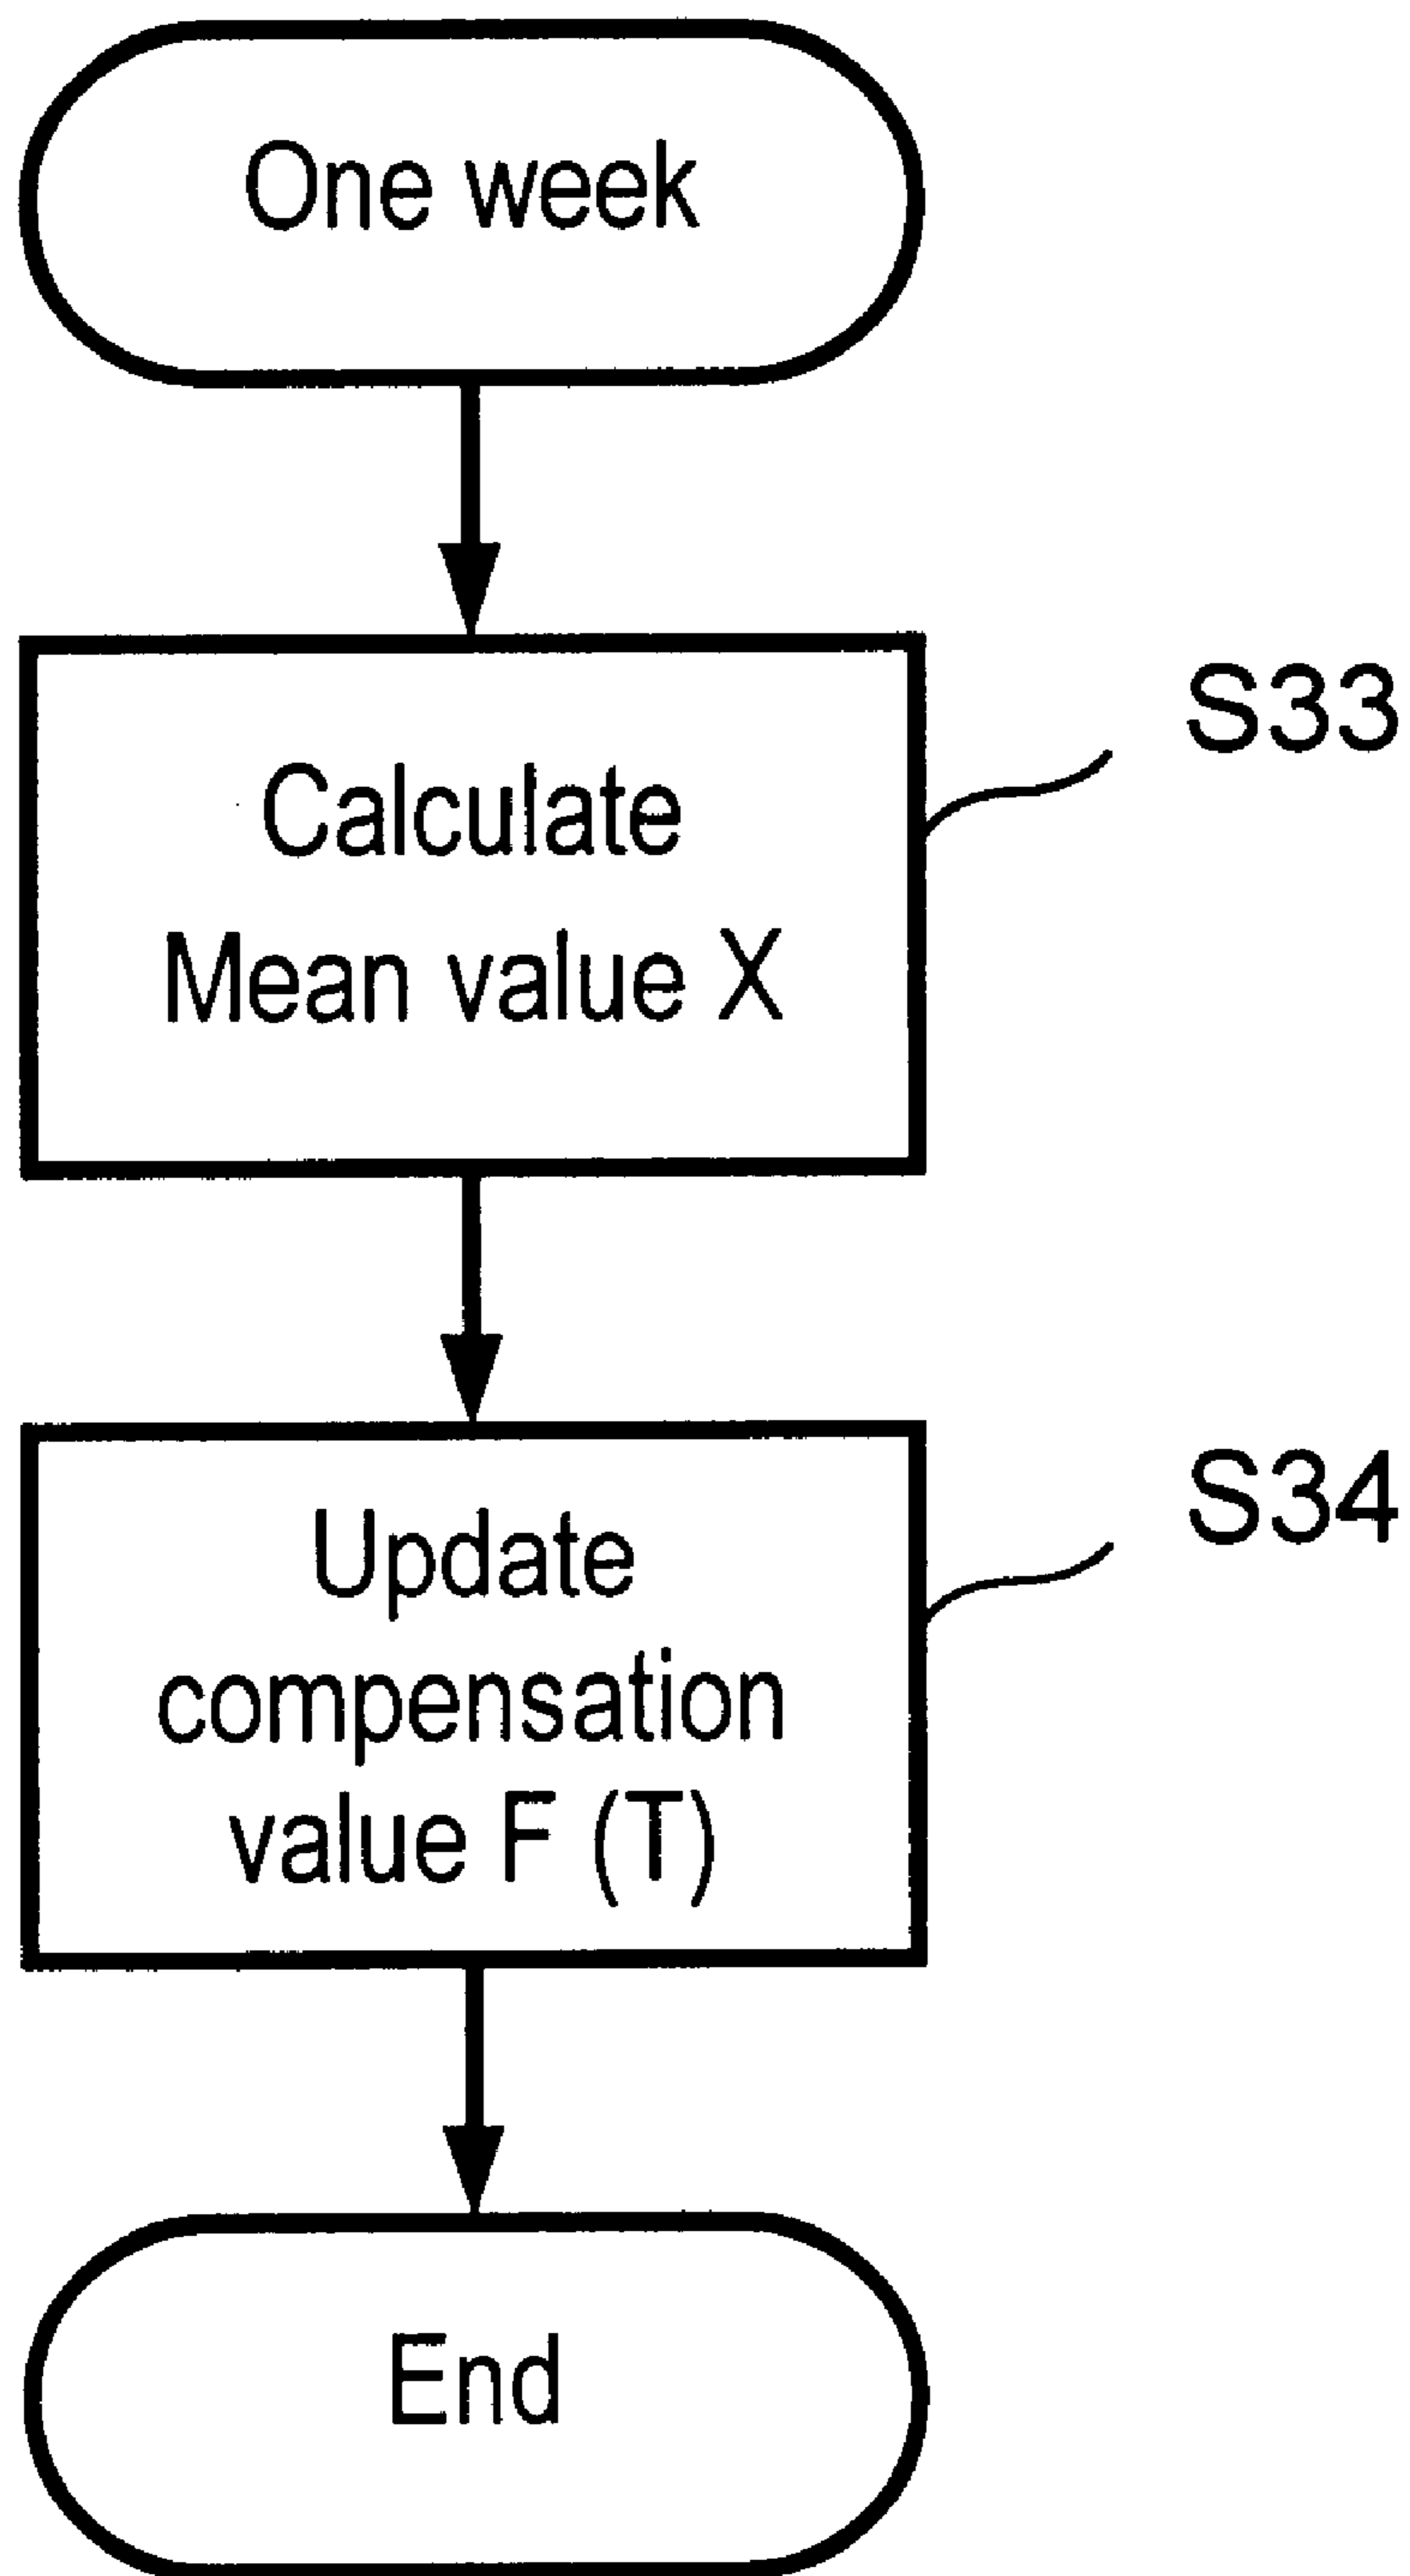 One week
S33
Calculate
Mean value X
S34
Update
compensation
value F (T)
End